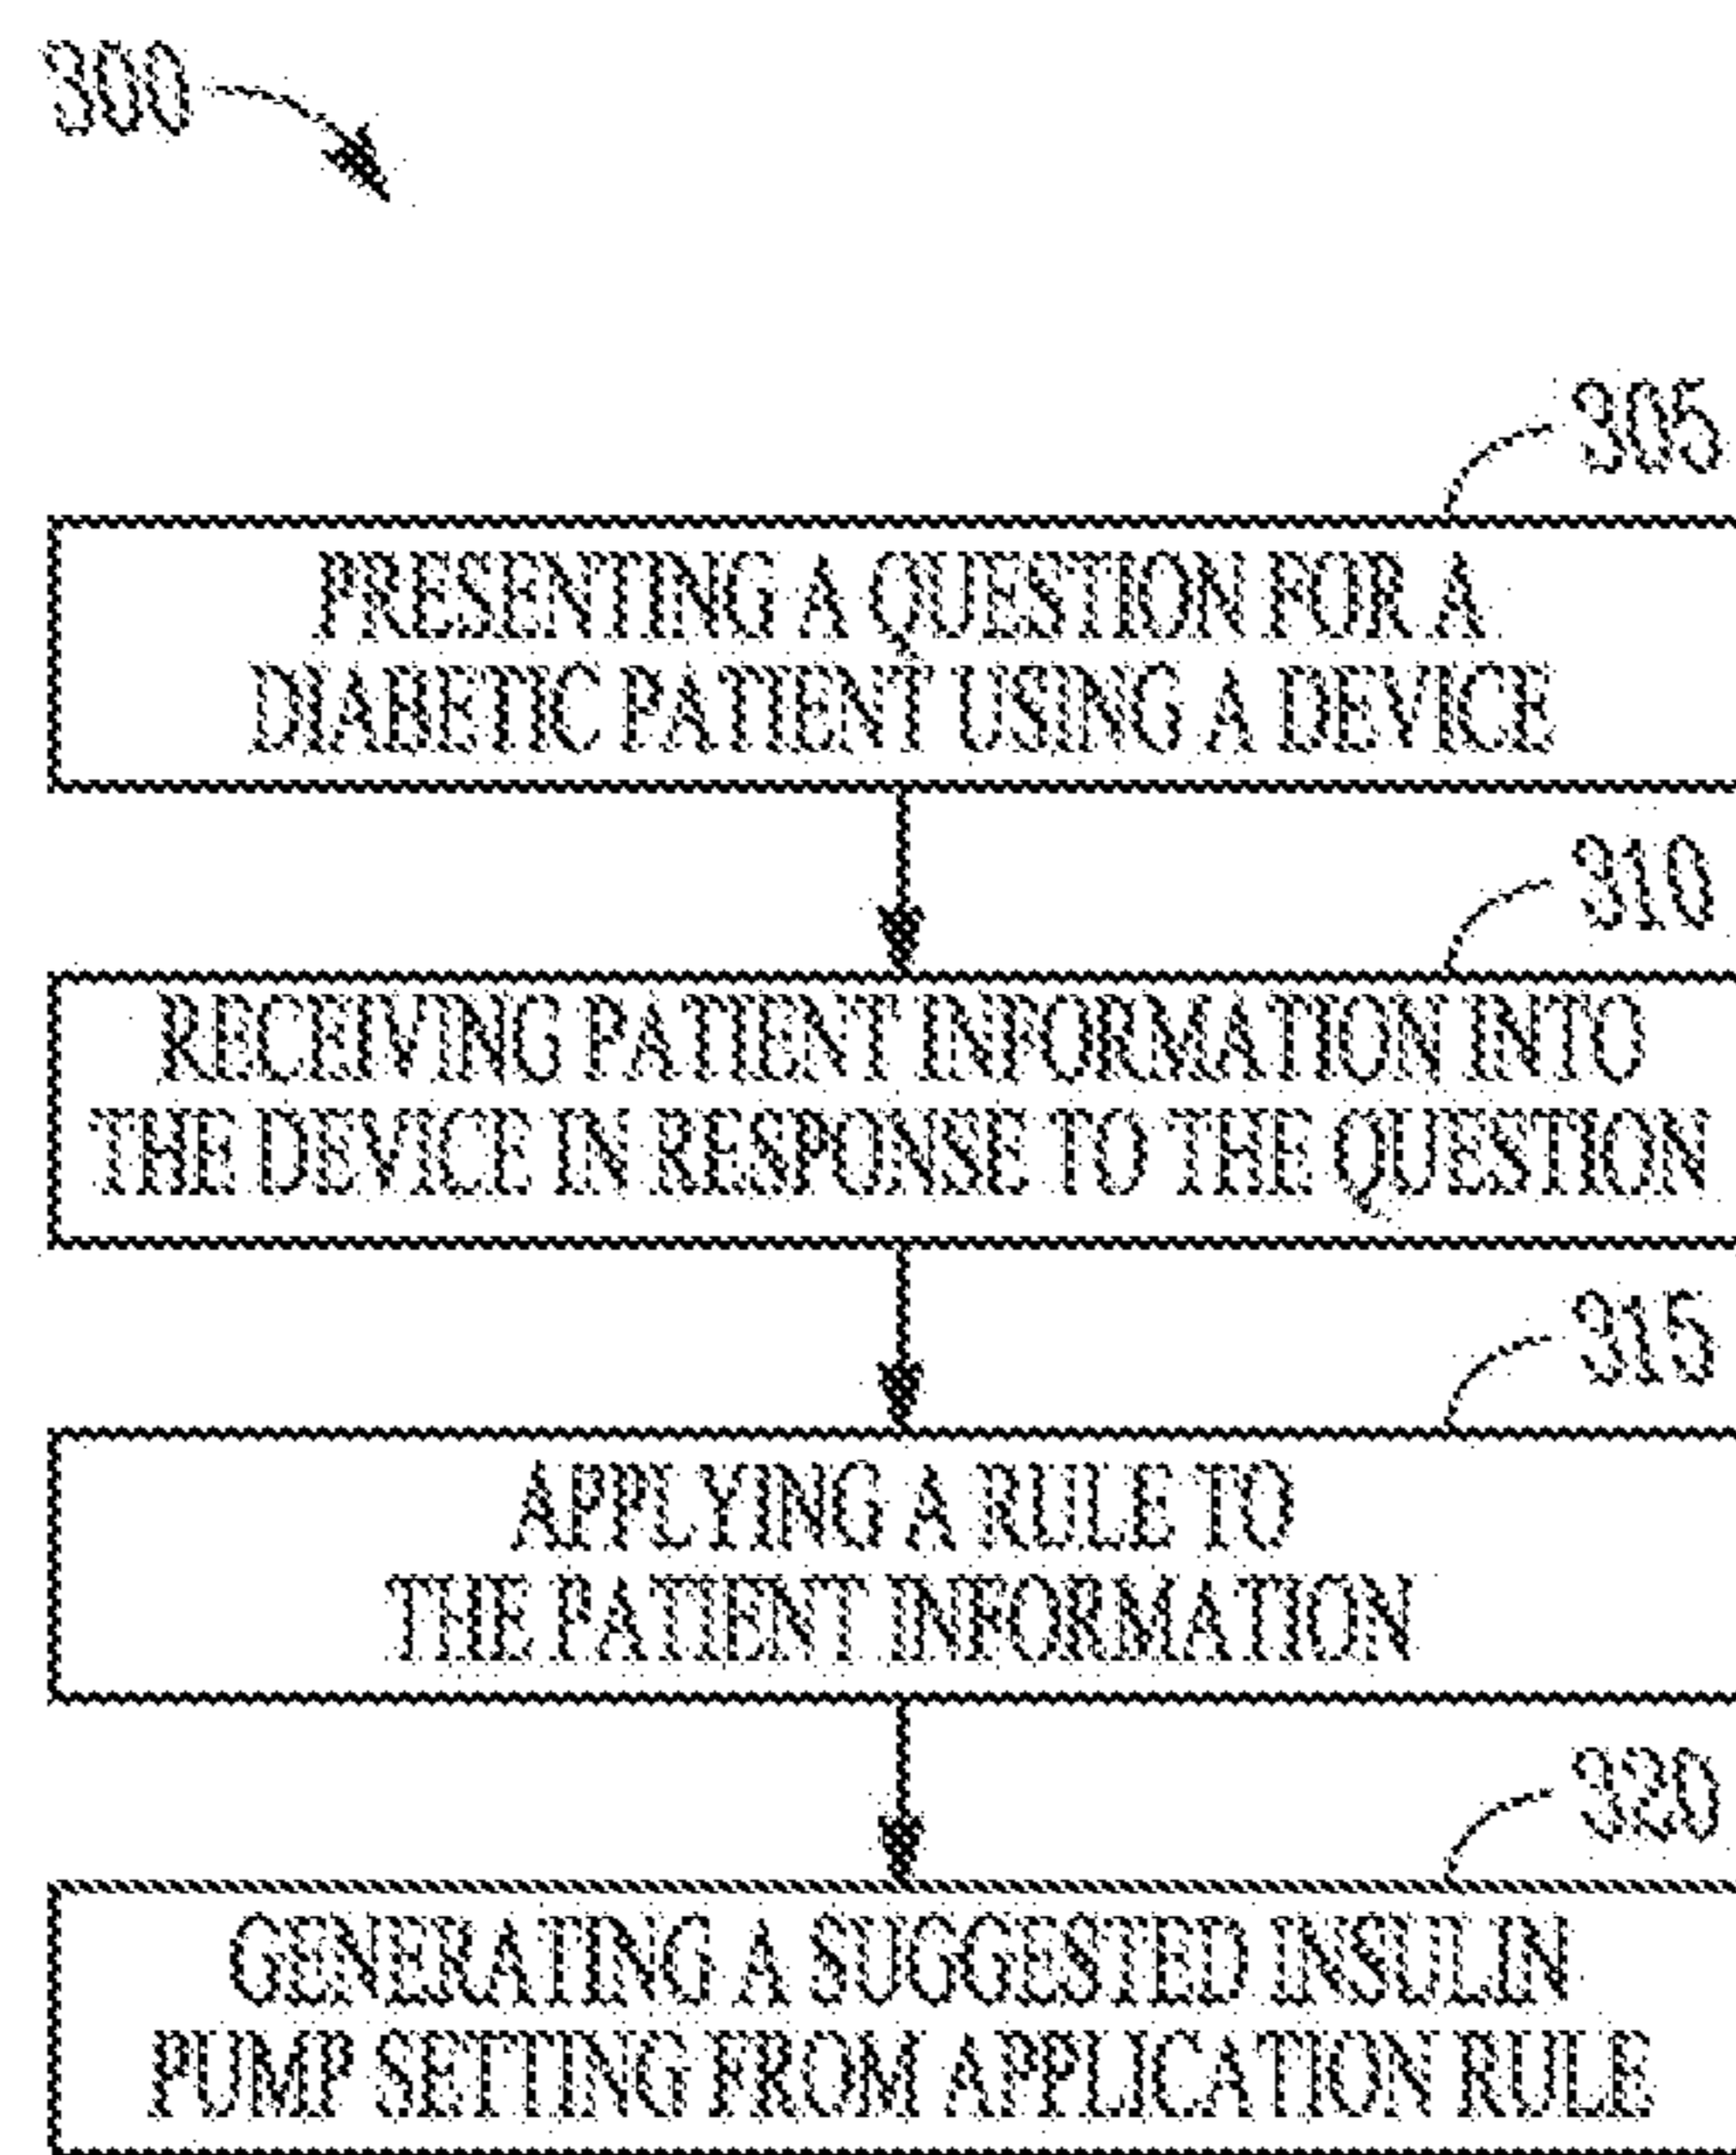 300
305
PRESENTING A QUESTION FOR A
DIABETIC PATIENT USING A DEVICE
310
RECEIVING PATIENT INFORMATION INTO
THE DEVICE IN RESPONSE TO THE QUESTION
315
APPLYING A RULE TO
THE PATIENT INFORMATION
320
GENERATING A SUGGESTED INSULIN
PUMP SETTING FROM APPLICATION RULE